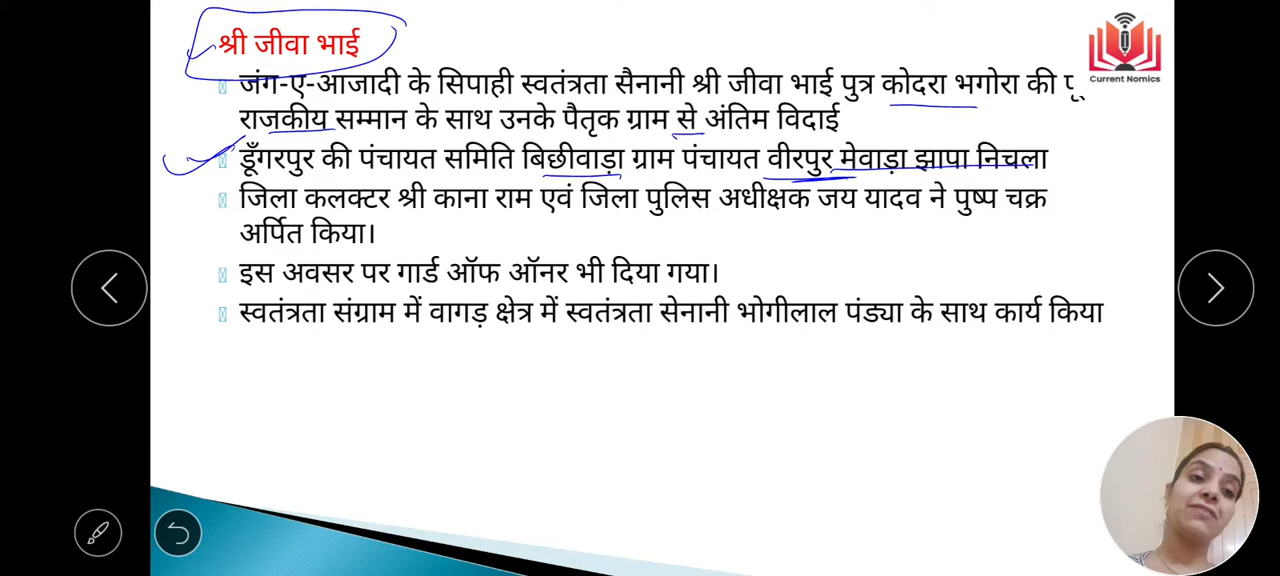 श्री जीवा भाई
Current Nomics
जंग-ए-आजादी के सिपाही स्वतंत्रता सैनानी श्री जीवा भाई पुत्र कोदरा भगोरा की
राजकीय सम्मान के साथ उनके पैतृक ग्राम से अंतिम विदाई
डूँगरपुर की पंचायत समिति बिछीवाड़ा ग्राम पंचायत वीरपुर मेवाड़ा झापा निचला
जिला कलक्टर श्री काना राम एवं जिला पुलिस अधीक्षक जय यादव ने पुष्प चक्र
अर्पित किया।
इस अवसर पर गार्ड ऑफ ऑनर भी दिया गया।
स्वतंत्रता संग्राम में वागड़ क्षेत्र में स्वतंत्रता सेनानी भोगीलाल पंड्या के साथ कार्य किया